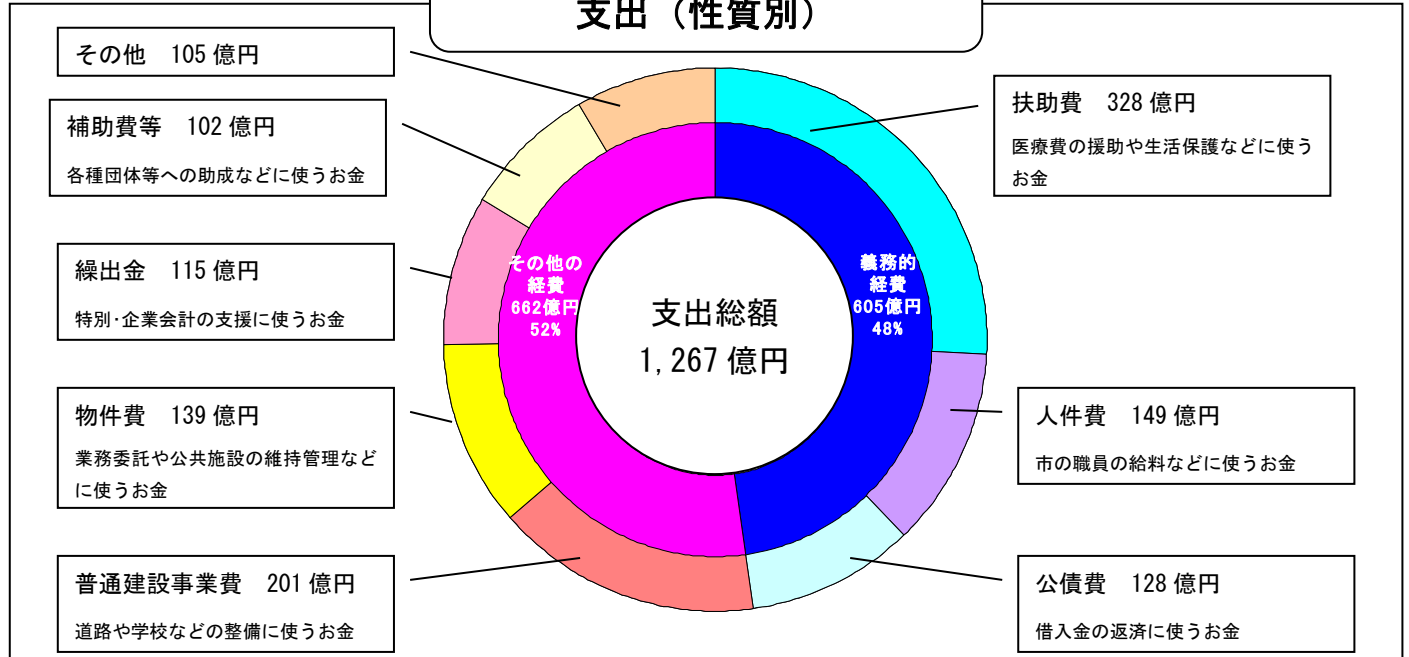 支出（性質別）
その他　105 億円
補助費等　102 億円
各種団体等への助成などに使うお金
繰出金　115 億円
特別･企業会計の支援に使うお金
物件費　139 億円
業務委託や公共施設の維持管理など
に使うお金
普通建設事業費　201 億円
道路や学校などの整備に使うお金
その他の
経費
662億円
52%
支出総額
1,267 億円
義務的
経費
605億円
48%
扶助費　328 億円
医療費の援助や生活保護などに使う
お金
人件費　149 億円
市の職員の給料などに使うお金
公債費　128 億円
借入金の返済に使うお金